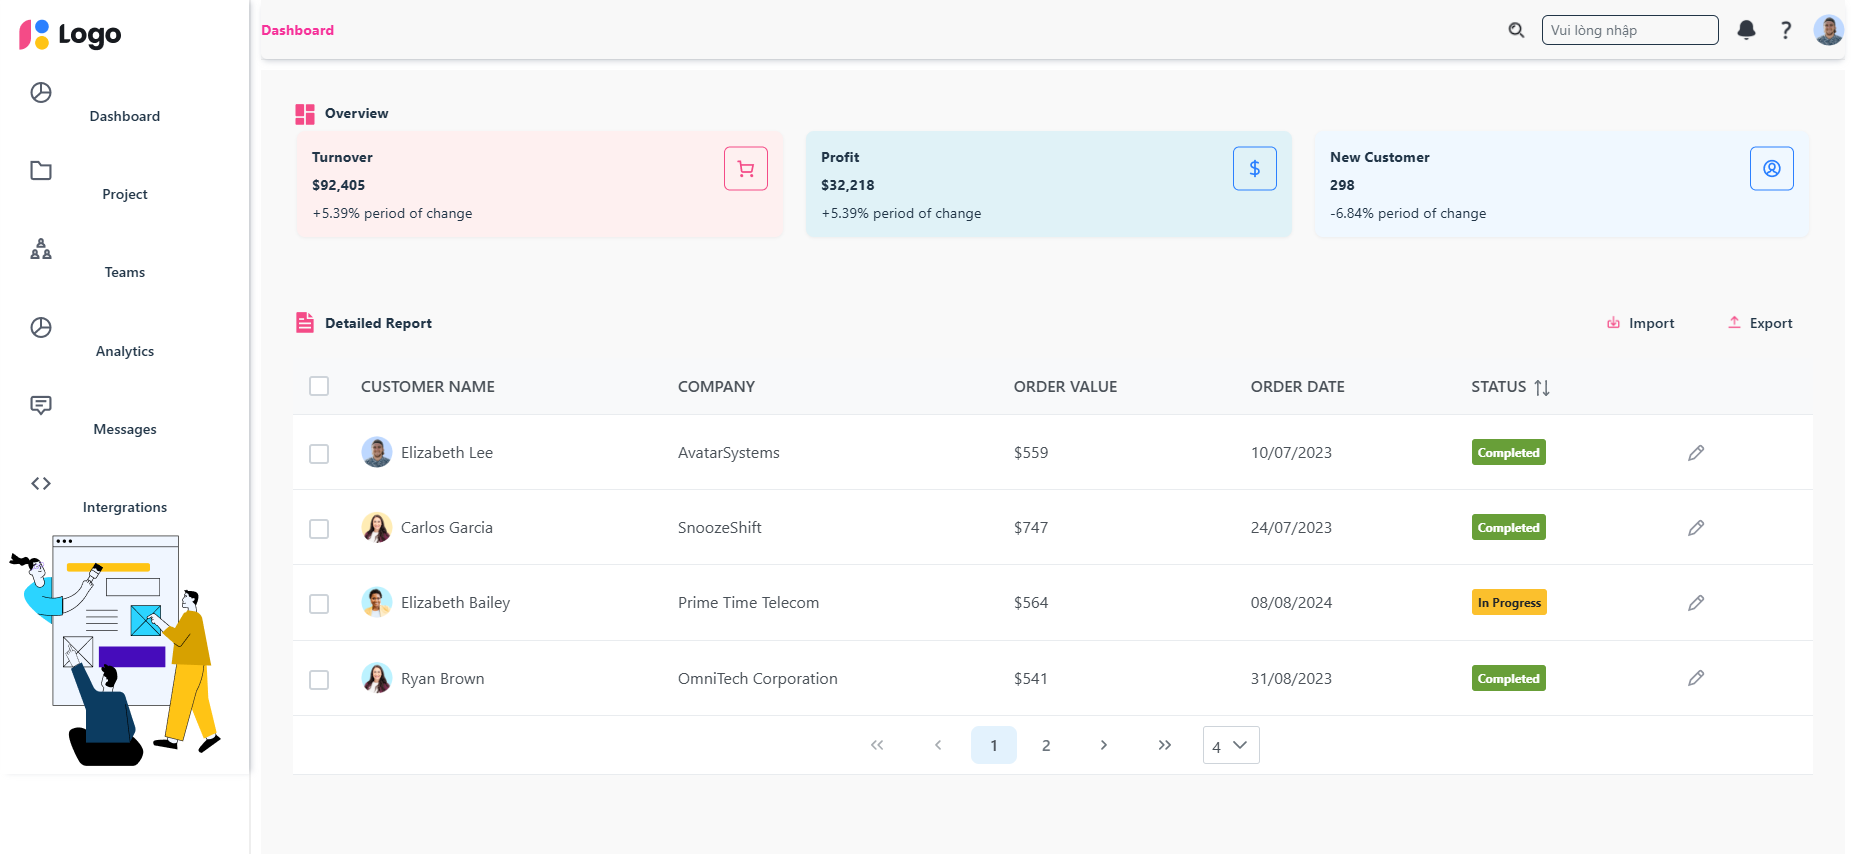 Logo
Dashboard
Project
Teams
Analytics
Messages
Intergrations
Dashboard
Vui lòng nhập
?
Overview
Turnover
$92,405
+5.39% period of change
Profit
$32,218
+5.39% period of change
$
New Customer
298
-6.84% period of change
Detailed Report
Import
Export
CUSTOMER NAME COMPANY ORDER VALUE ORDER DATE STATUS
Elizabeth Lee AvatarSystems $559 10/07/2023 Completed
Carlos Garcia SnoozeShift $747 24/07/2023 Completed
Elizabeth Bailey Prime Time Telecom $564 08/08/2024 In Progress
Ryan Brown OmniTech Corporation $541 31/08/2023 Completed
« ‹ 1 2 › » 4